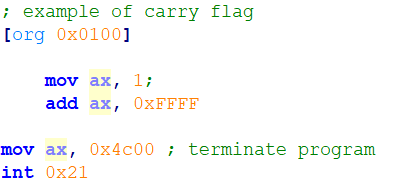 ; example of carry flag
[org 0x0100]
mov ax, 1;
add ax, 0xFFFF
mov ax, 0x4c00 ; terminate program
int 0x21